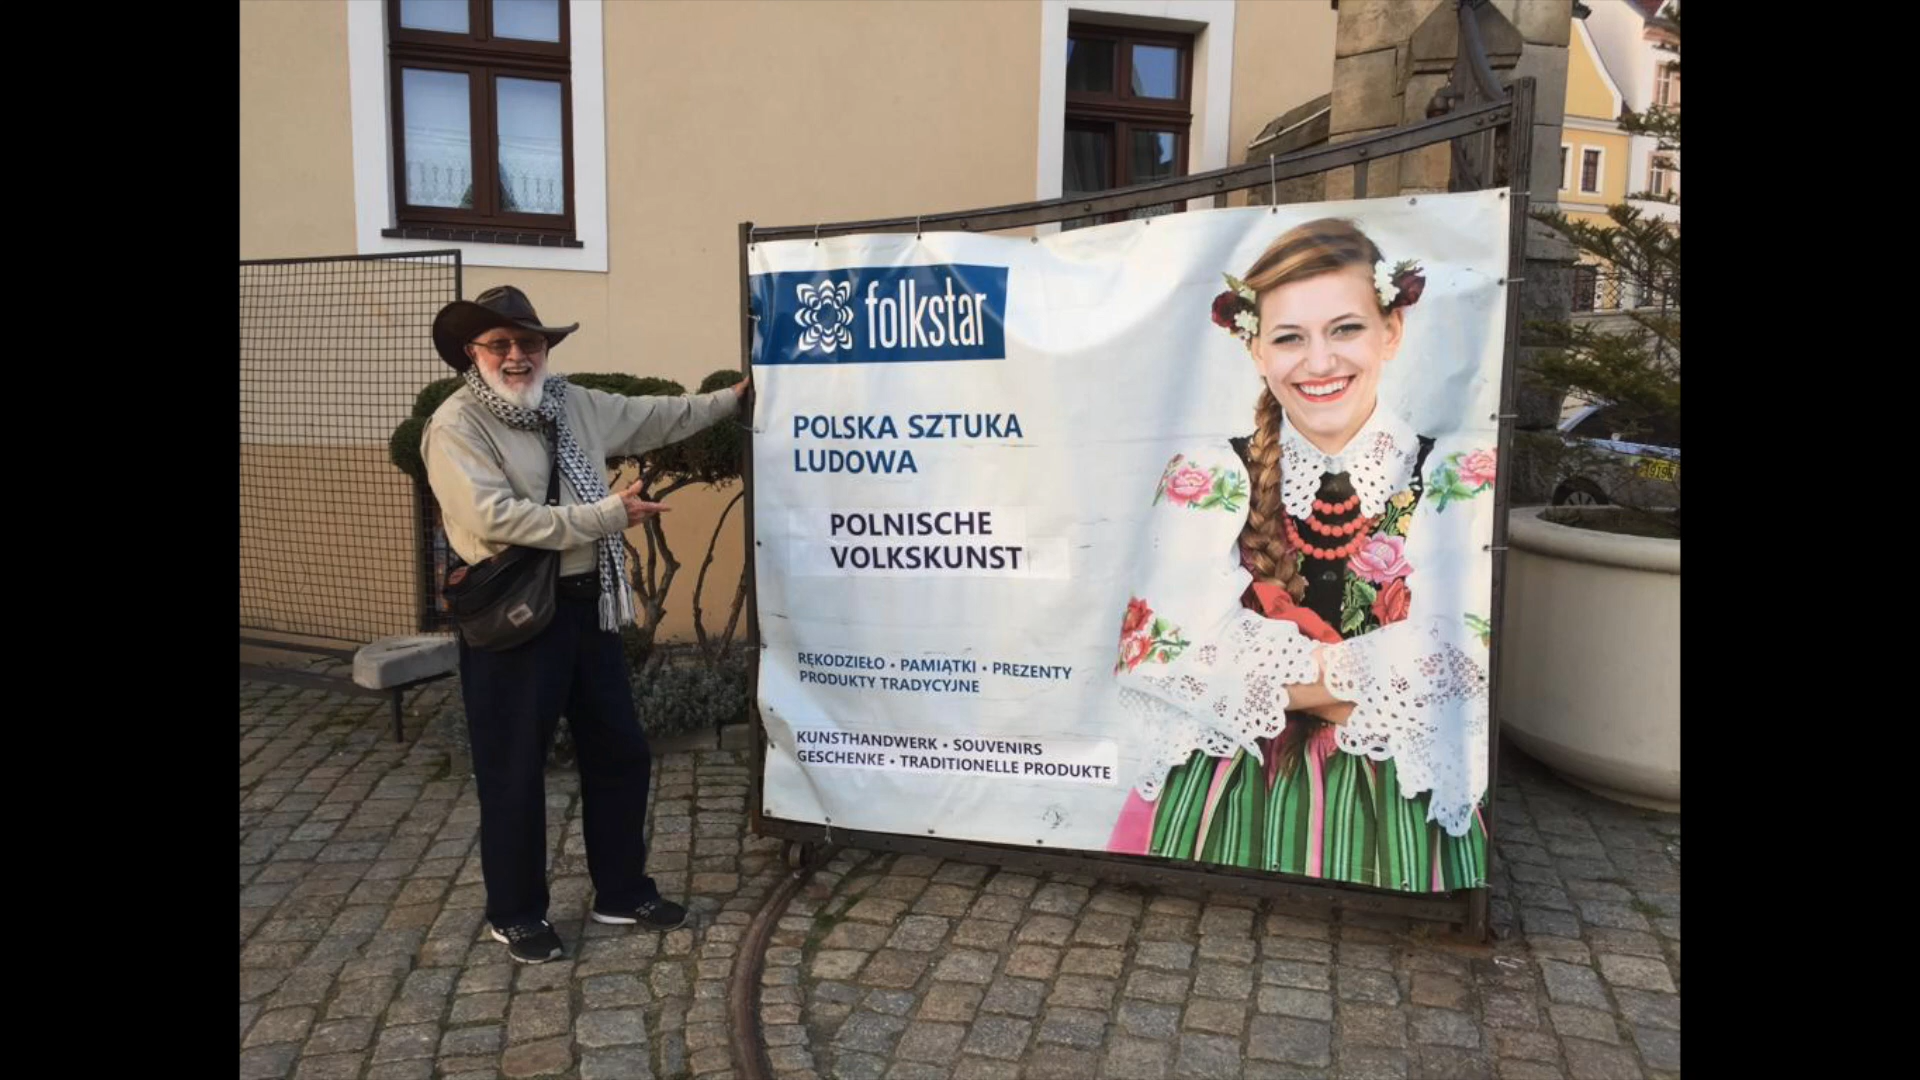 folkstar
POLSKA SZTUKA
LUDOWA
POLNISCHE
VOLKSKUNST
RĘKODZIEŁO • PAMIĄTKI • PREZENTY
PRODUKTY TRADYCYJNE
KUNSTHANDWERK • SOUVENIRS
GESCHENKE • TRADITIONELLE PRODUKTE